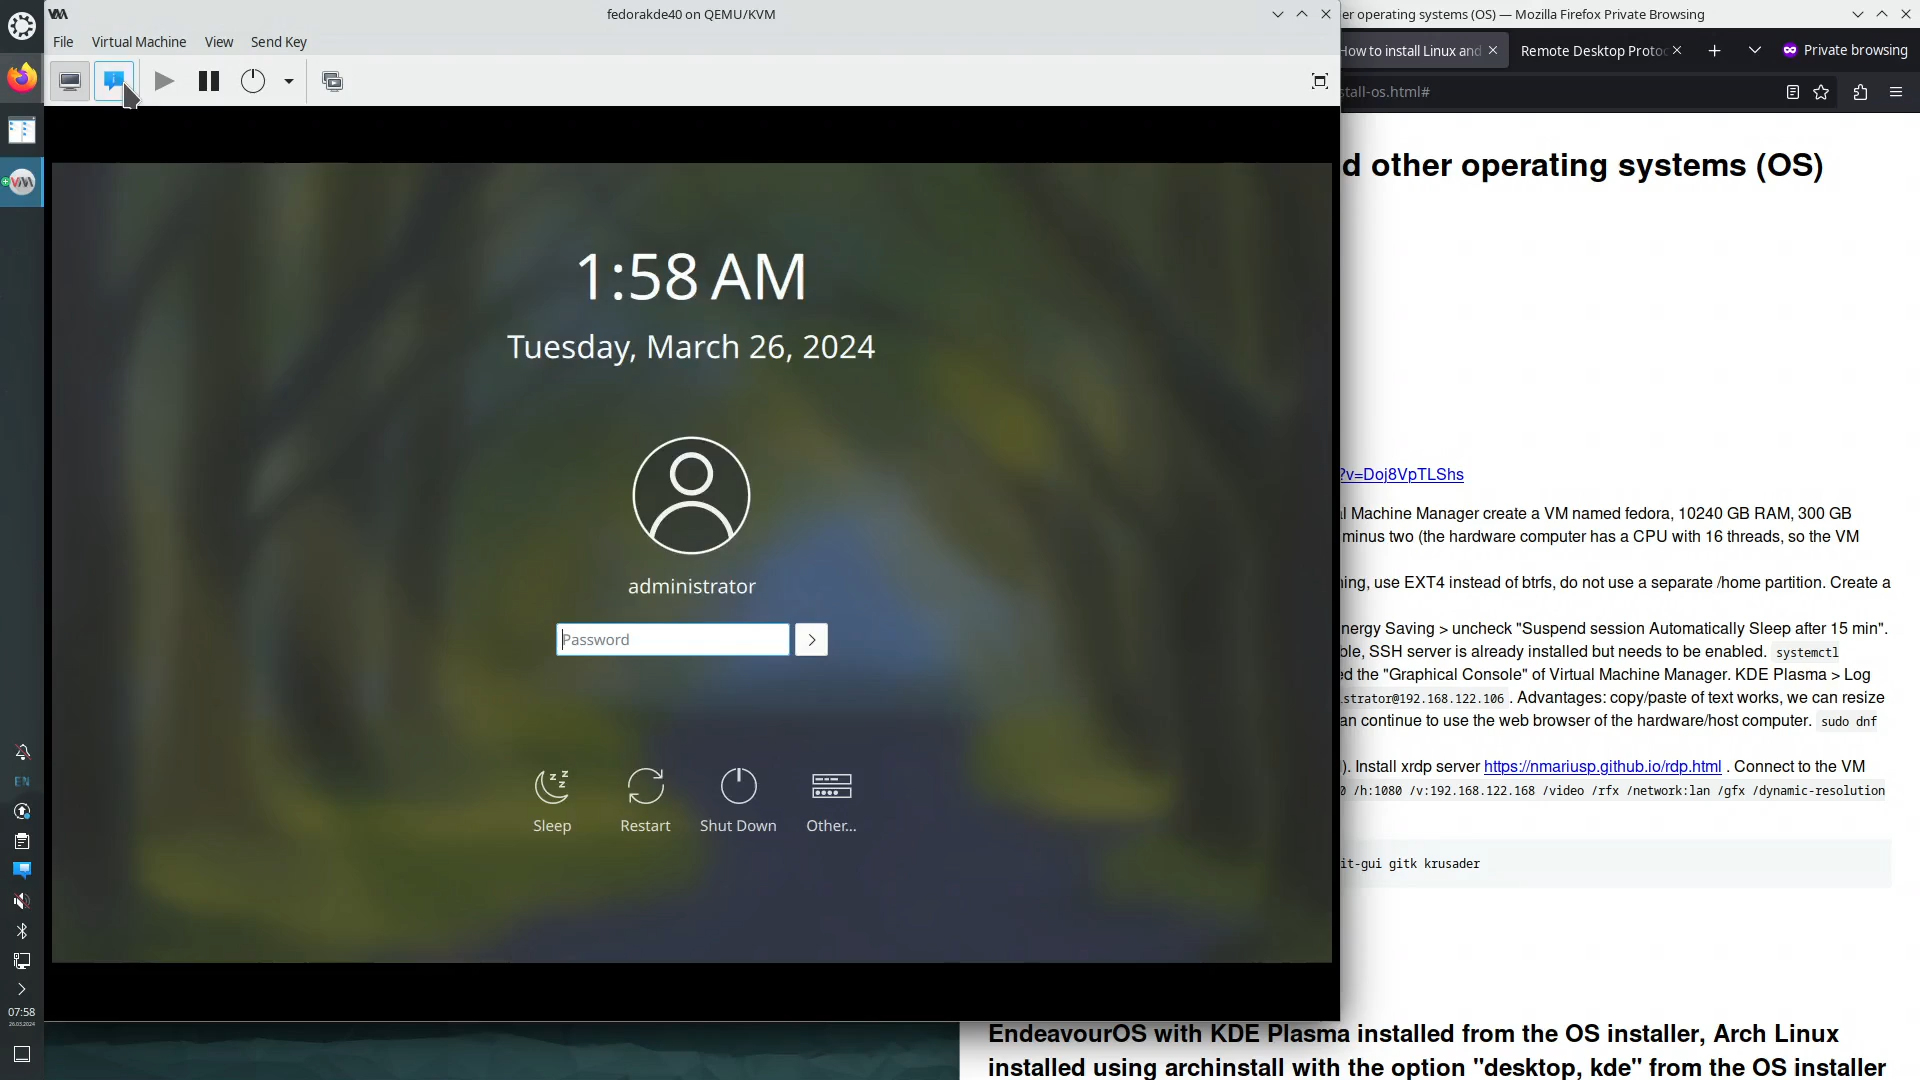 fedorakde40 on QEMU/KVM
File Virtual Machine View Send Key
1:58 AM
Tuesday, March 26, 2024
administrator
Password
Sleep Restart Shut Down Other...
EN
07:58
26.03.2024
er operating systems (OS) — Mozilla Firefox Private Browsing
How to install Linux and
Remote Desktop Protoc
Private browsing
stall-os.html#
d other operating systems (OS)
?v=Doj8VpTLShs
al Machine Manager create a VM named fedora, 10240 GB RAM, 300 GB
minus two (the hardware computer has a CPU with 16 threads, so the VM
ning, use EXT4 instead of btrfs, do not use a separate /home partition. Create a
nergy Saving > uncheck "Suspend session Automatically Sleep after 15 min".
ble, SSH server is already installed but needs to be enabled. systemctl
ed the "Graphical Console" of Virtual Machine Manager. KDE Plasma > Log
istrator@192.168.122.106 . Advantages: copy/paste of text works, we can resize
an continue to use the web browser of the hardware/host computer. sudo dnf
). Install xrdp server https://nmariusp.github.io/rdp.html . Connect to the VM
0 /h:1080 /v:192.168.122.168 /video /rfx /network:lan /gfx /dynamic-resolution
it-gui gitk krusader
EndeavourOS with KDE Plasma installed from the OS installer, Arch Linux
installed using archinstall with the option "desktop, kde" from the OS installer